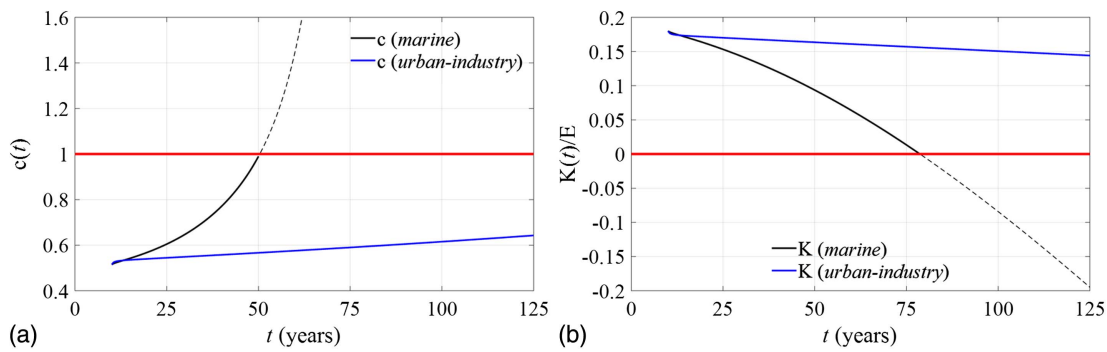 1.6
1.4
1.2
1
0.8
0.6
0.4
c(t)
c (marine)
c (urban-industry)
0 25 50 75 100 125
t (years)
(a)
0.2
0.15
0.1
0.05
0
-0.05
-0.1
-0.15
-0.2
K(t)/E
K (marine)
K (urban-industry)
0 25 50 75 100 125
t (years)
(b)